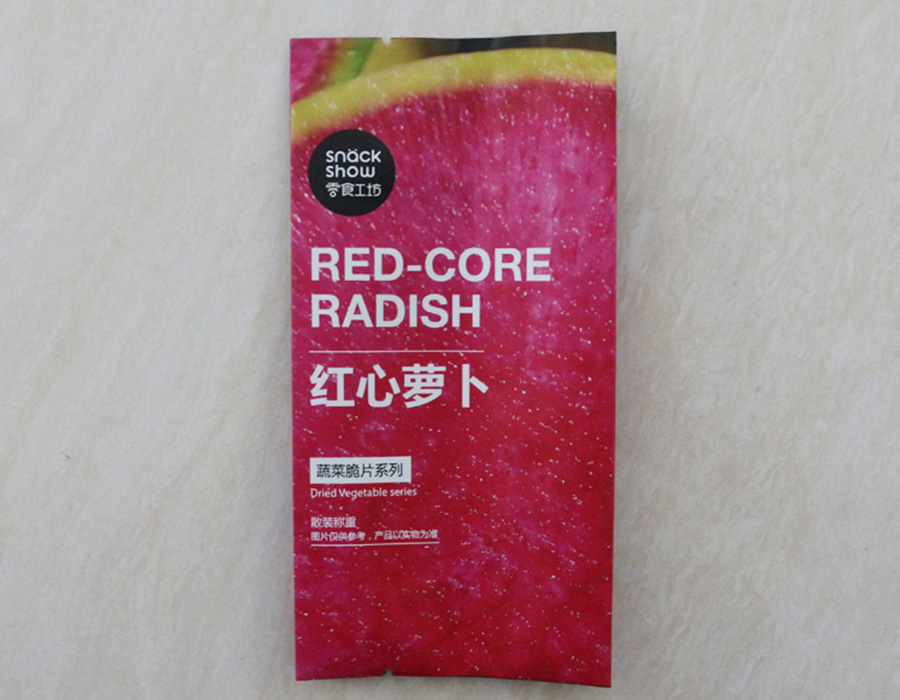 snäck
show
零食工坊
RED-CORE
RADISH
红心萝卜
蔬菜脆片系列
Dried Vegetable series
散装称重
图片仅供参考，产品以实物为准